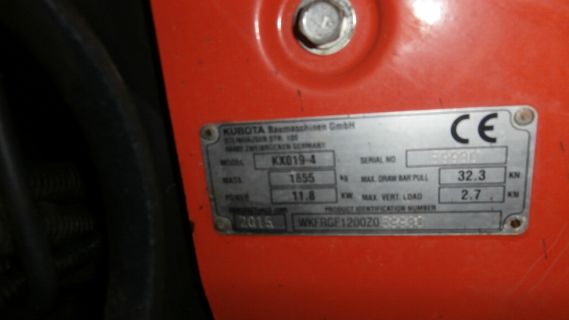 KUBOTA Baumaschinen GmbH
STEINHAUSER STR. 100
66482 ZWEIBRÜCKEN GERMANY
CE
MODEL KX019-4 SERIAL NO.
MASS 1855 kg MAX. DRAW BAR PULL 32.3 KN
POWER 11.8 KW MAX. VERT. LOAD 2.7 KN
PRODUCT IDENTIFICATION NUMBER
2015 WKFRGF1200Z0